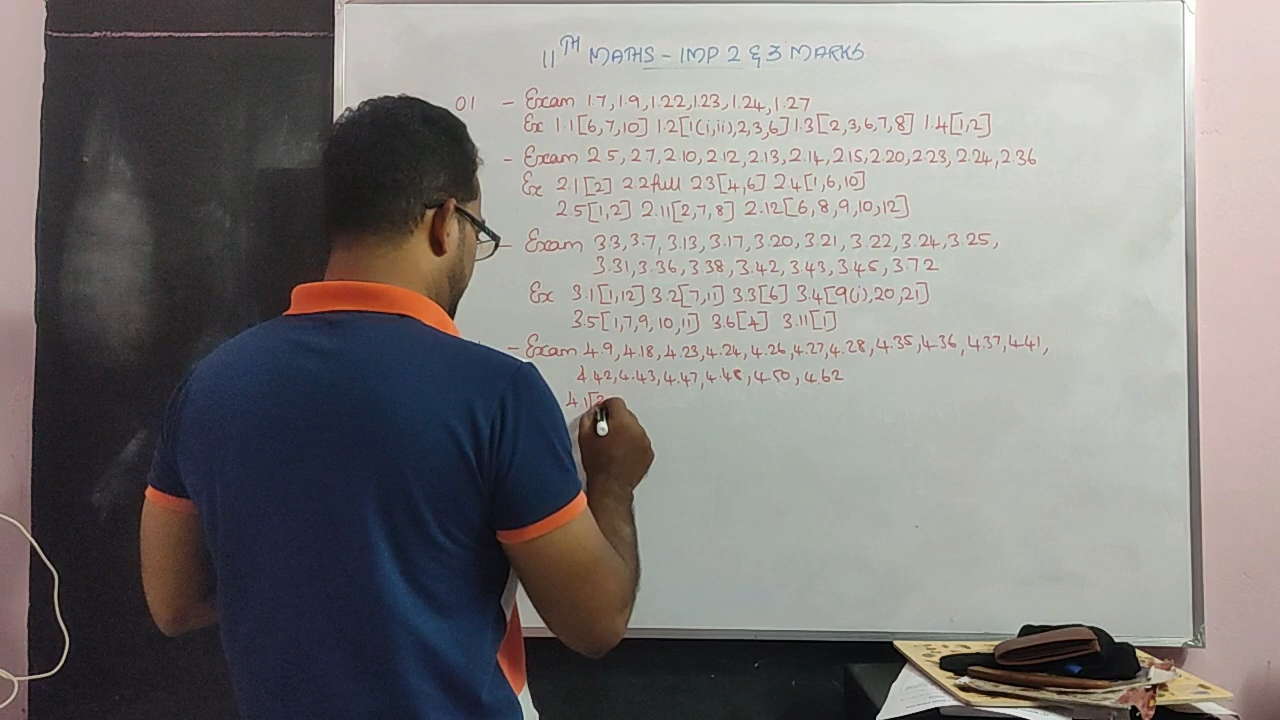 11TH MATHS - IMP 2 & 3 MARKS
01 - Exam 1.7, 1.9, 1.22, 1.23, 1.24, 1.27
Ex 1.1[6,7,10] 1.2[1(i,ii),2,3,6] 1.3[2,3,6,7,8] 1.4[1,2]
- Exam 2.5, 2.7, 2.10, 2.12, 2.13, 2.14, 2.15, 2.20, 2.23, 2.24, 2.36
Ex 2.1[2] 2.2full 2.3[4,6] 2.4[1,6,10]
2.5[1,2] 2.11[2,7,8] 2.12[6,8,9,10,12]
- Exam 3.3, 3.7, 3.13, 3.17, 3.20, 3.21, 3.22, 3.24, 3.25,
3.31, 3.36, 3.38, 3.42, 3.43, 3.45, 3.72
Ex 3.1[1,12] 3.2[7,11] 3.3[6] 3.4[9(i),20,21]
3.5[1,7,9,10,11] 3.6[4] 3.11[1]
- Exam 4.9, 4.18, 4.23, 4.24, 4.26, 4.27, 4.28, 4.35, 4.36, 4.37, 4.41,
4.42, 4.43, 4.47, 4.48, 4.50, 4.62
4.1[